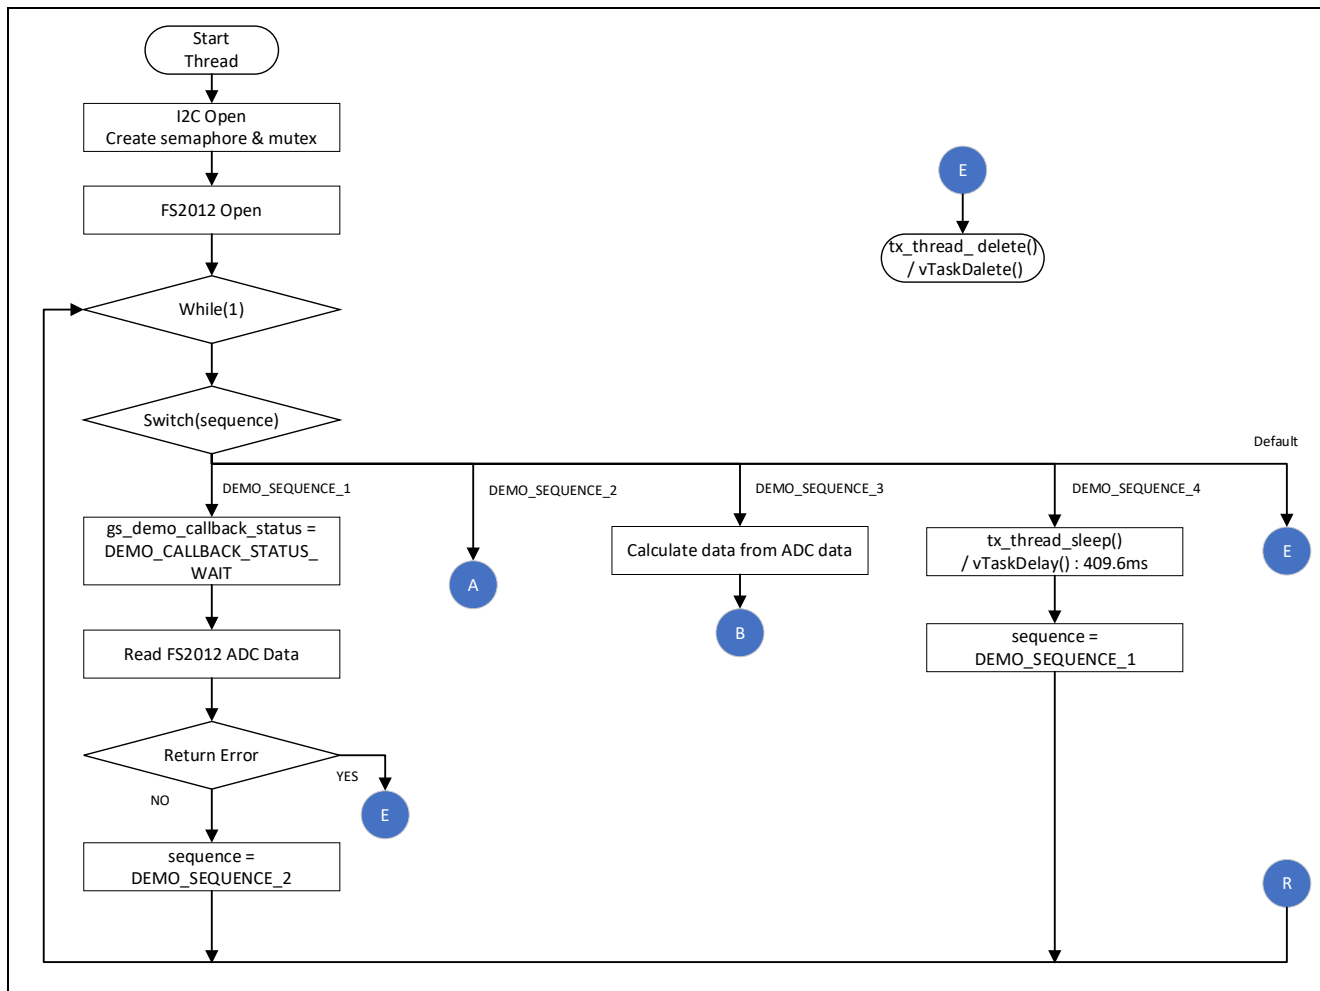 Start
Thread
I2C Open
Create semaphore & mutex
E
FS2012 Open
tx_thread_ delete()
/ vTaskDalete()
While(1)
Switch(sequence)
Default
DEMO_SEQUENCE_1
DEMO_SEQUENCE_2
DEMO_SEQUENCE_3
DEMO_SEQUENCE_4
gs_demo_callback_status =
DEMO_CALLBACK_STATUS_
WAIT
A
Calculate data from ADC data
B
tx_thread_sleep()
/ vTaskDelay() : 409.6ms
E
Read FS2012 ADC Data
sequence =
DEMO_SEQUENCE_1
Return Error
YES
NO
E
sequence =
DEMO_SEQUENCE_2
R